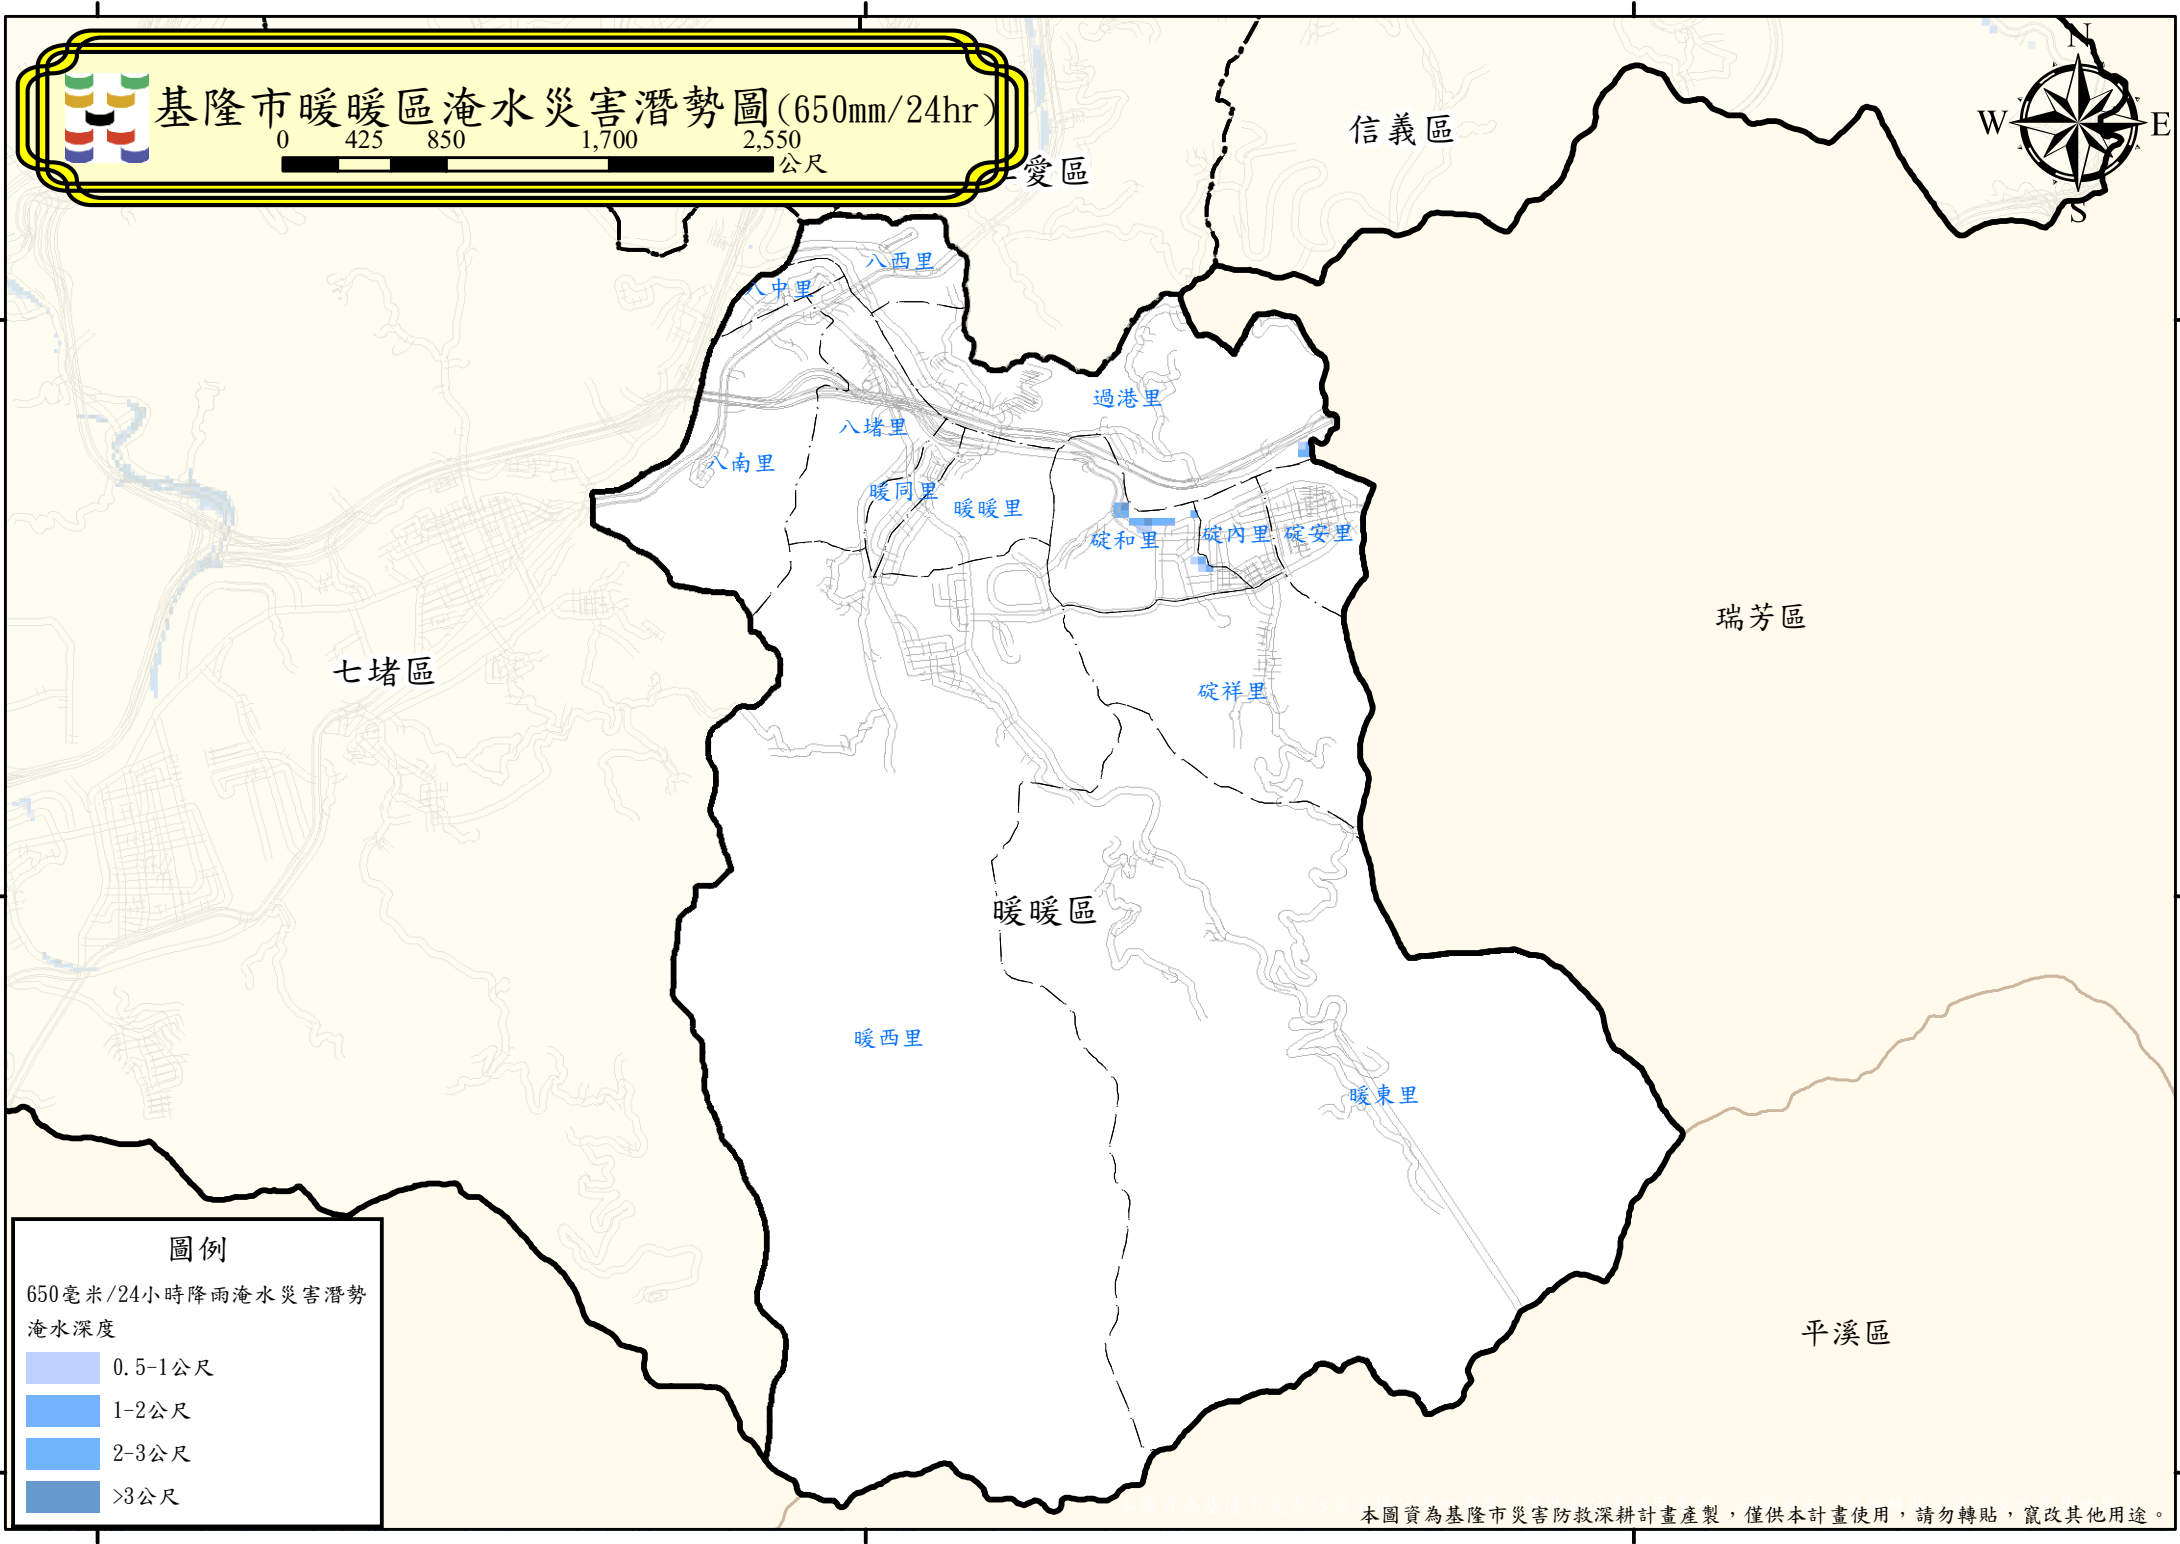 基隆市暖暖區淹水災害潛勢圖(650mm/24hr)
0 425 850 1,700 2,550
公尺
N
W E
S
信義區
愛區
八西里
八中里
過港里
八堵里
八南里
暖同里
暖暖里
碇和里
碇內里
碇安里
瑞芳區
七堵區
碇祥里
暖暖區
暖西里
暖東里
平溪區
圖例
650毫米/24小時降雨淹水災害潛勢
淹水深度
0.5-1公尺
1-2公尺
2-3公尺
>3公尺
本圖資為基隆市災害防救深耕計畫產製，僅供本計畫使用，請勿轉貼，竄改其他用途。